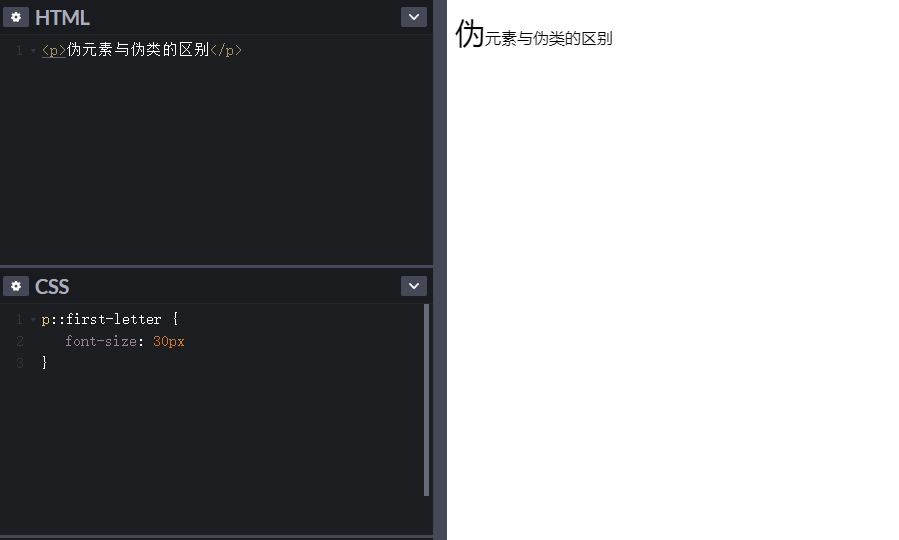 HTML
1 <p>伪元素与伪类的区别</p>
CSS
1 p::first-letter {
2 font-size: 30px
3 }
伪元素与伪类的区别